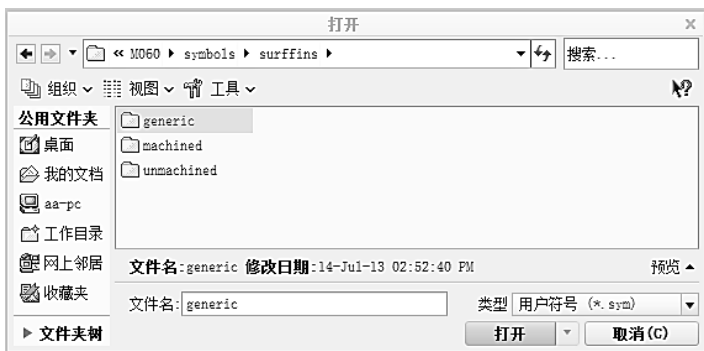 打开
« M060 ▸ symbols ▸ surffins ▸ 搜索...
组织 视图 工具
公用文件夹
桌面
我的文档
aa-pc
工作目录
网上邻居
收藏夹
▶ 文件夹树
generic
machined
unmachined
文件名:generic 修改日期:14-Jul-13 02:52:40 PM 预览
文件名: generic 类型 用户符号 (*.sym)
打开 取消(C)